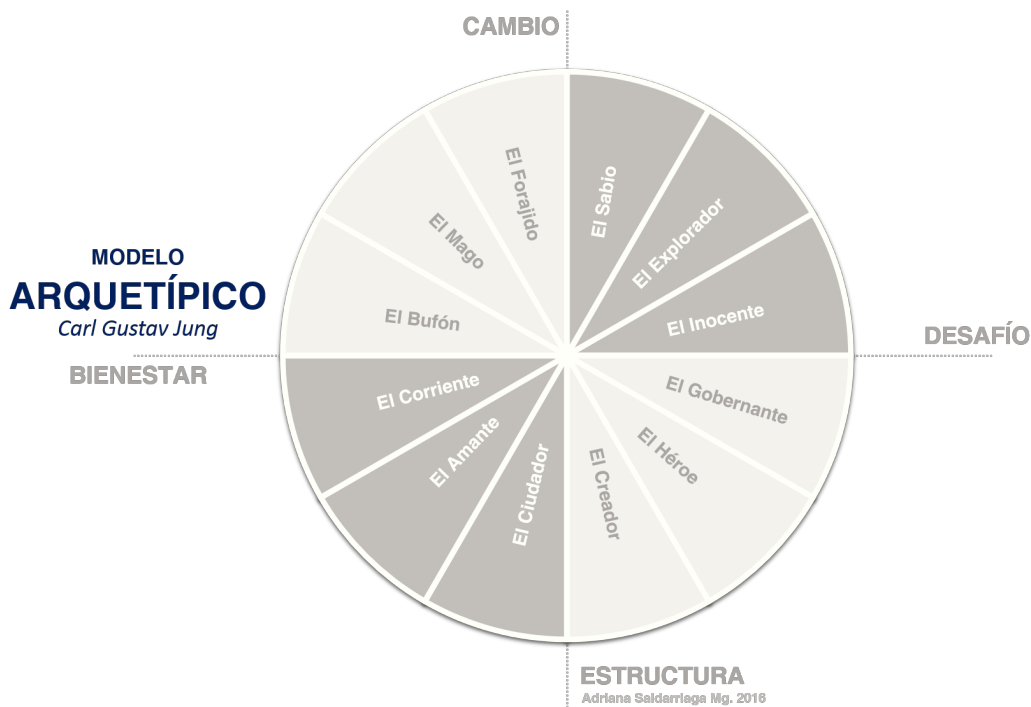 CAMBIO
El Forajido
El Sabio
El Mago
El Explorador
MODELO
ARQUETÍPICO
Carl Gustav Jung
El Bufón
El Inocente
DESAFÍO
BIENESTAR
El Corriente
El Gobernante
El Amante
El Héroe
El Ciudador
El Creador
ESTRUCTURA
Adriana Saldarriaga Mg. 2016